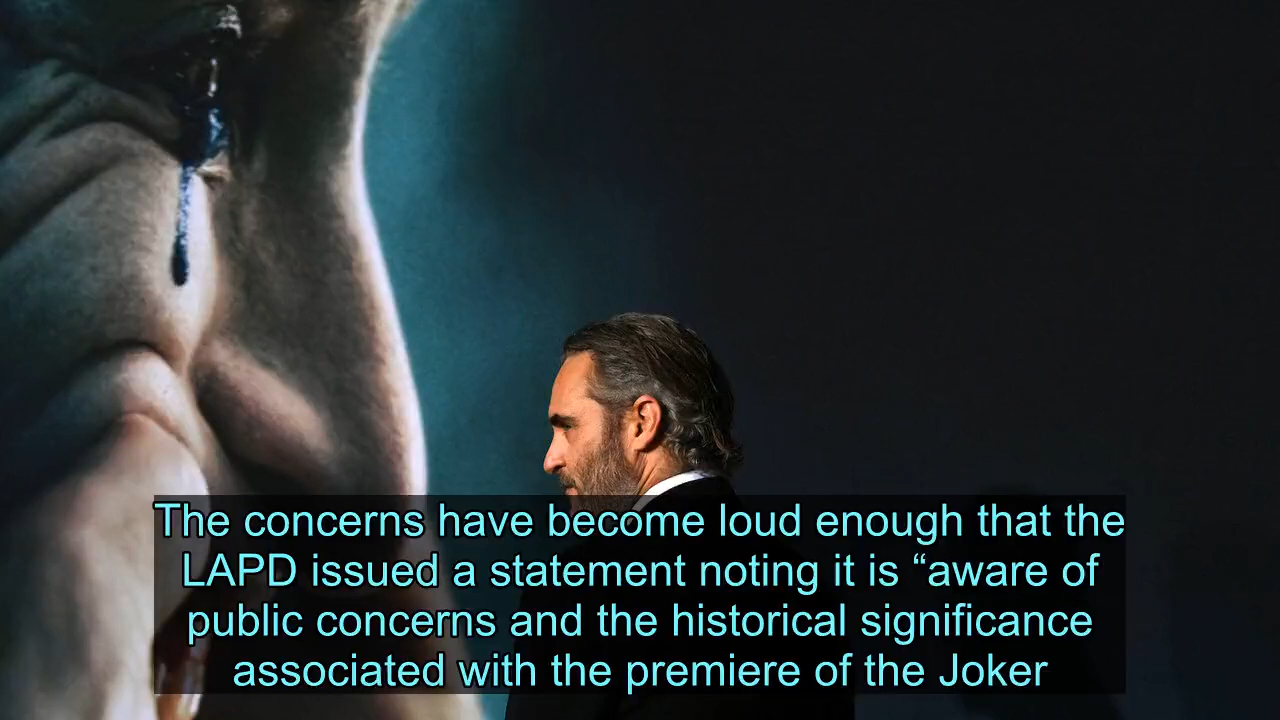 The concerns have become loud enough that the
LAPD issued a statement noting it is “aware of
public concerns and the historical significance
associated with the premiere of the Joker